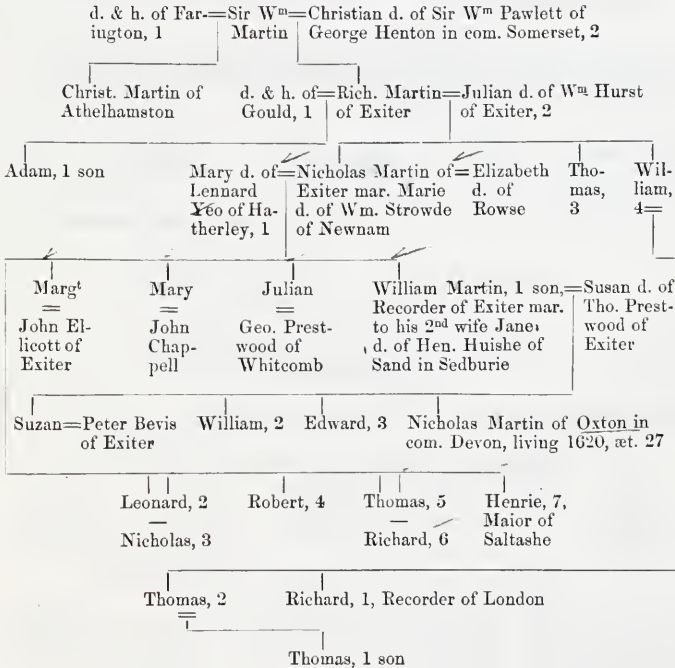 d. & h. of Far-=Sir Wᵐ=Christian d. of Sir Wᵐ Pawlett of
iugton, 1 Martin George Henton in com. Somerset, 2
Christ. Martin of d. & h. of=Rich. Martin=Julian d. of Wᵐ Hurst
Athelhamston Gould, 1 of Exiter of Exiter, 2
Adam, 1 son Mary d. of=Nicholas Martin of=Elizabeth Tho- Wil-
Lennard Exiter mar. Marie d. of mas, liam,
Yeo of Ha- d. of Wm. Strowde Rowse 3 4=
therley, 1 of Newnam
Margᵗ Mary Julian William Martin, 1 son,=Susan d. of
= = = Recorder of Exiter mar. Tho. Prest-
John El- John Geo. Prest- to his 2ⁿᵈ wife Jane wood of
licott of Chap- wood of d. of Hen. Huishe of Exiter
Exiter pell Whitcomb Sand in Sedburie
Suzan=Peter Bevis William, 2 Edward, 3 Nicholas Martin of Oxton in
of Exiter com. Devon, living 1620, æt. 27
Leonard, 2 Robert, 4 Thomas, 5 Henrie, 7,
— — Maior of
Nicholas, 3 Richard, 6 Saltashe
Thomas, 2 Richard, 1, Recorder of London
=
Thomas, 1 son